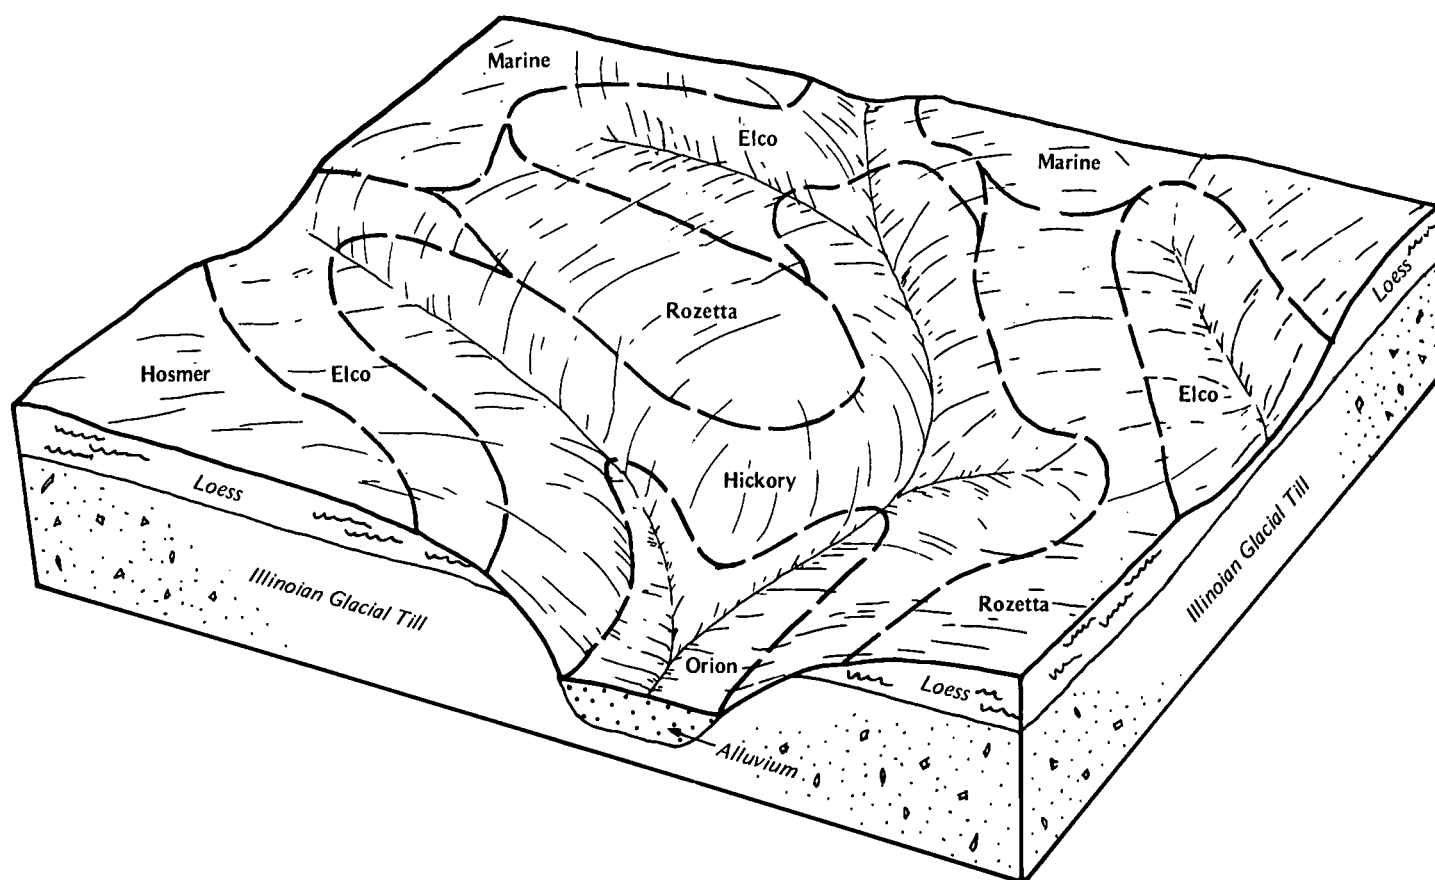 Marine
Elco
Marine
Loess
Rozetta
Hosmer
Elco
Elco
Hickory
Loess
Illinoian Glacial Till
Illinoian Glacial Till
Rozetta
Orion
Loess
Alluvium